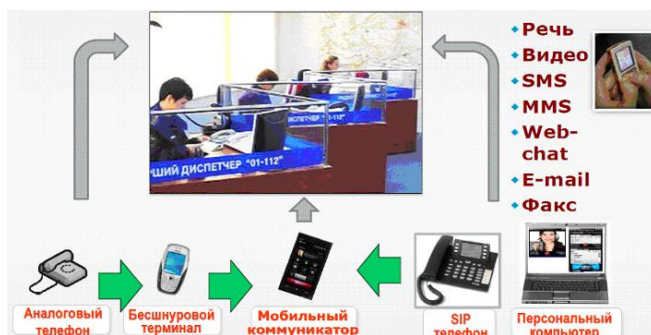 Речь
Видео
SMS
MMS
Web-
chat
E-mail
Факс
ДИСПЕТЧЕР "01-112"
Аналоговый
телефон
Бесшнуровой
терминал
Мобильный
коммуникатор
SIP
телефон
Персональный
компьютер